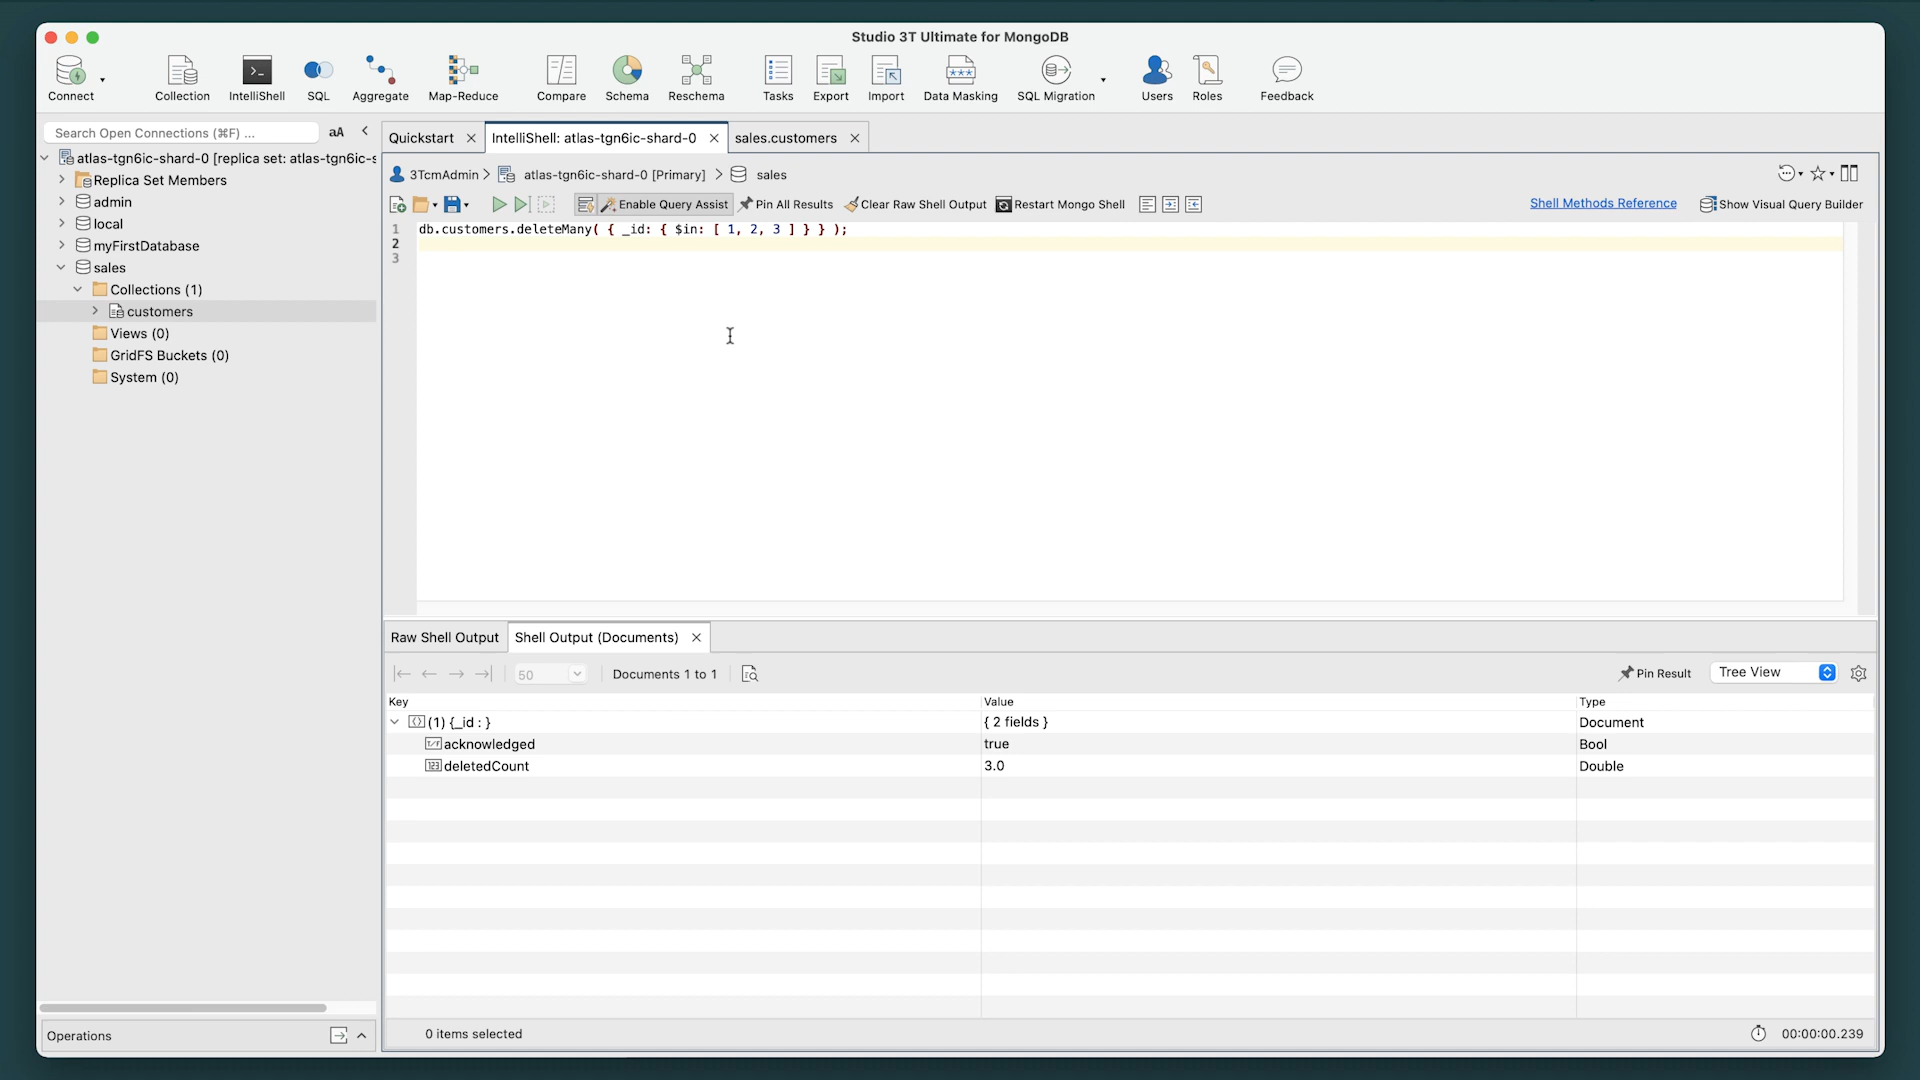 Studio 3T Ultimate for MongoDB
Connect
Collection
IntelliShell
SQL
Aggregate
Map-Reduce
Compare
Schema
Reschema
Tasks
Export
Import
Data Masking
SQL Migration
Users
Roles
Feedback
Search Open Connections (⌘F) ...
aA
Quickstart
IntelliShell: atlas-tgn6ic-shard-0
sales.customers
atlas-tgn6ic-shard-0 [replica set: atlas-tgn6ic-s
Replica Set Members
admin
local
myFirstDatabase
sales
Collections (1)
customers
Views (0)
GridFS Buckets (0)
System (0)
3TcmAdmin
atlas-tgn6ic-shard-0 [Primary]
sales
Enable Query Assist
Pin All Results
Clear Raw Shell Output
Restart Mongo Shell
Shell Methods Reference
Show Visual Query Builder
1 db.customers.deleteMany( { _id: { $in: [ 1, 2, 3 ] } } );
2
3
Raw Shell Output
Shell Output (Documents)
50
Documents 1 to 1
Pin Result
Tree View
Key Value Type
(1) {_id : } { 2 fields } Document
acknowledged true Bool
deletedCount 3.0 Double
Operations
0 items selected
00:00:00.239